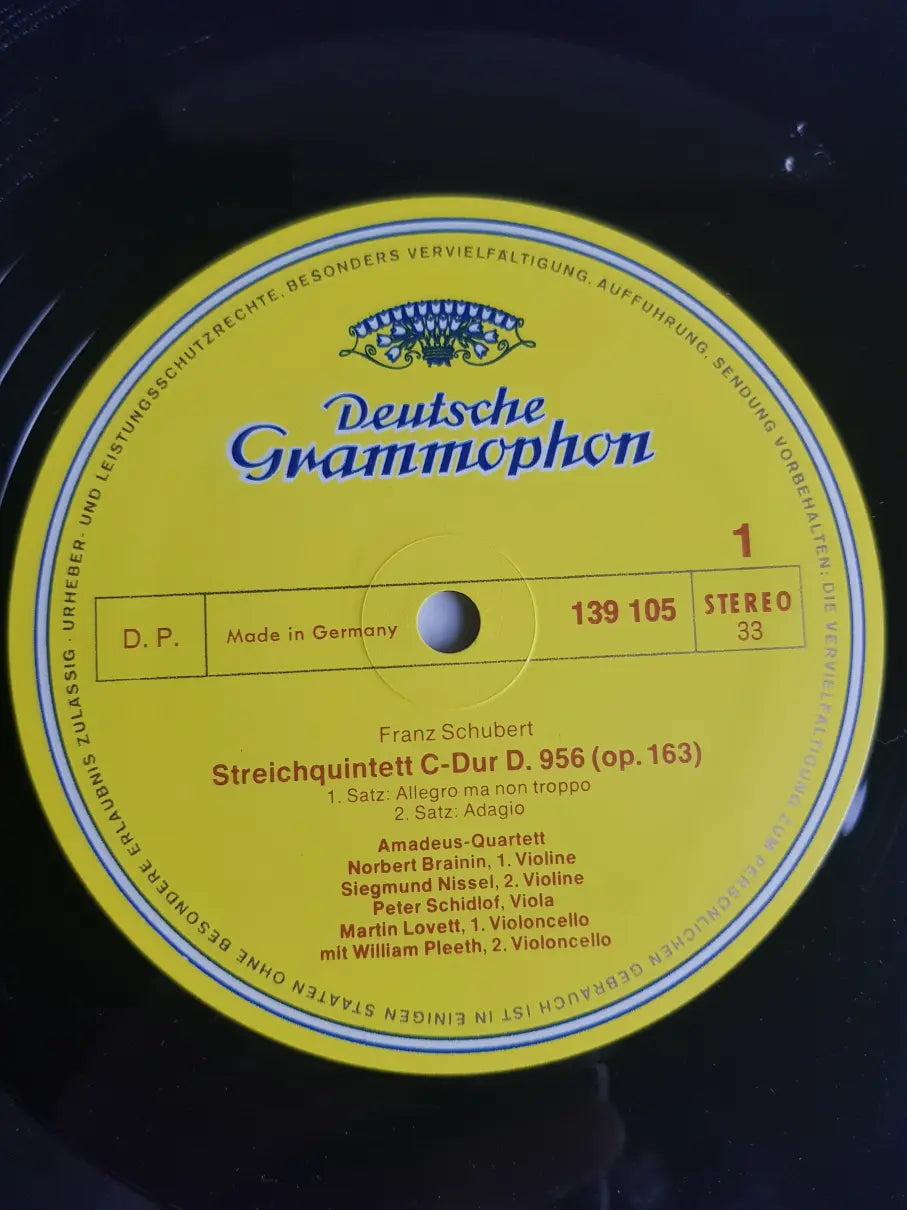 Deutsche
Grammophon
1
D. P.
Made in Germany
139 105
STEREO
33
Franz Schubert
Streichquintett C-Dur D. 956 (op. 163)
1. Satz: Allegro ma non troppo
2. Satz: Adagio
Amadeus-Quartett
Norbert Brainin, 1. Violine
Siegmund Nissel, 2. Violine
Peter Schidlof, Viola
Martin Lovett, 1. Violoncello
mit William Pleeth, 2. Violoncello
URHEBER- UND LEISTUNGSSCHUTZRECHTE, BESONDERS VERVIELFÄLTIGUNG, AUFFÜHRUNG, SENDUNG VORBEHALTEN; DIE VERVIELFÄLTIGUNG ZUM PERSÖNLICHEN GEBRAUCH IST IN EINIGEN STAATEN OHNE BESONDERE ERLAUBNIS ZULÄSSIG ·